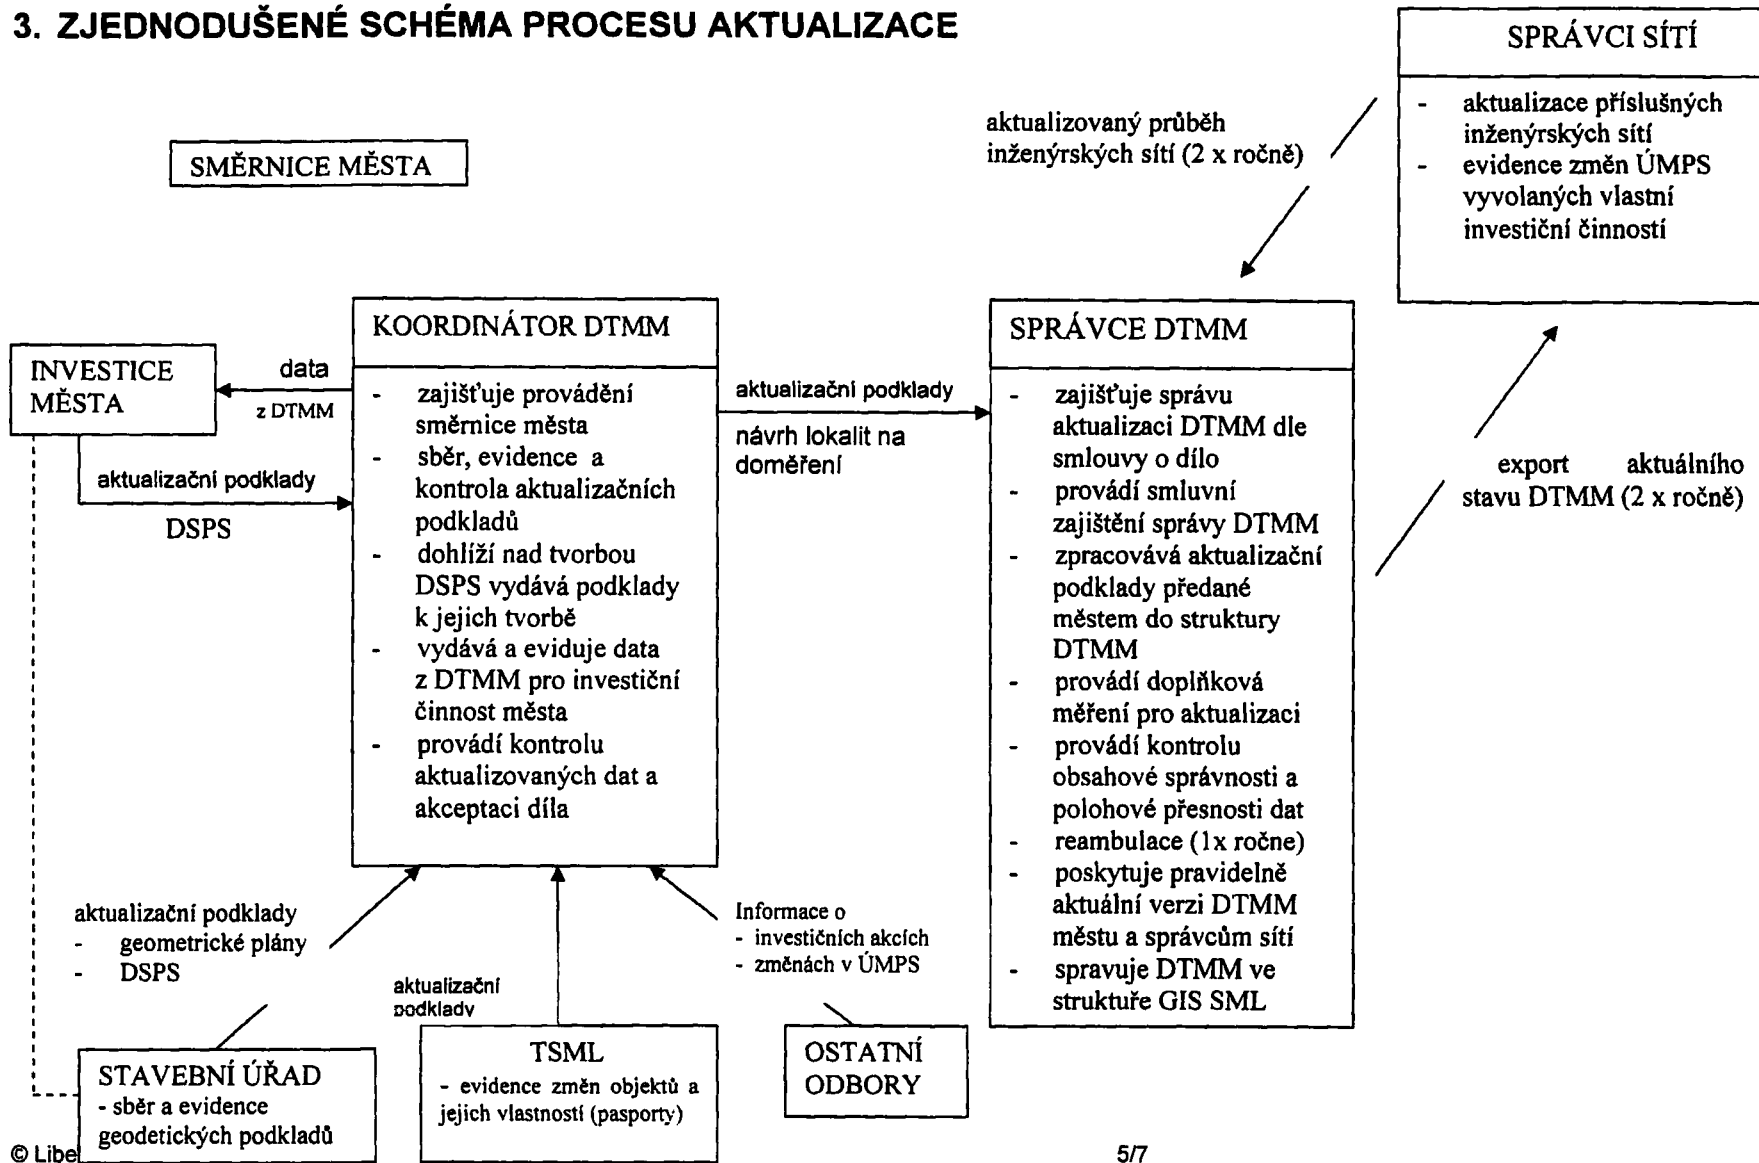 3. ZJEDNODUŠENÉ SCHÉMA PROCESU AKTUALIZACE
SPRÁVCI SÍTÍ
- aktualizace příslušných
inženýrských sítí
- evidence změn ÚMPS
vyvolaných vlastní
investiční činností
aktualizovaný průběh
inženýrských sítí (2 x ročně)
SMĚRNICE MĚSTA
INVESTICE
MĚSTA
data
z DTMM
aktualizační podklady
DSPS
KOORDINÁTOR DTMM
- zajišťuje provádění
směrnice města
- sběr, evidence a
kontrola aktualizačních
podkladů
- dohlíží nad tvorbou
DSPS vydává podklady
k jejich tvorbě
- vydává a eviduje data
z DTMM pro investiční
činnost města
- provádí kontrolu
aktualizovaných dat a
akceptaci díla
aktualizační podklady
návrh lokalit na
doměření
SPRÁVCE DTMM
- zajišťuje správu
aktualizaci DTMM dle
smlouvy o dílo
- provádí smluvní
zajištění správy DTMM
- zpracovává aktualizační
podklady předané
městem do struktury
DTMM
- provádí doplňková
měření pro aktualizaci
- provádí kontrolu
obsahové správnosti a
polohové přesnosti dat
- reambulace (1x ročne)
- poskytuje pravidelně
aktuální verzi DTMM
městu a správcům sítí
- spravuje DTMM ve
struktuře GIS SML
export aktuálního
stavu DTMM (2 x ročně)
aktualizační podklady
- geometrické plány
- DSPS
aktualizační
podklady
Informace o
- investičních akcích
- změnách v ÚMPS
STAVEBNÍ ÚŘAD
- sběr a evidence
geodetických podkladů
TSML
- evidence změn objektů a
jejich vlastností (pasporty)
OSTATNÍ
ODBORY
© Libe
5/7